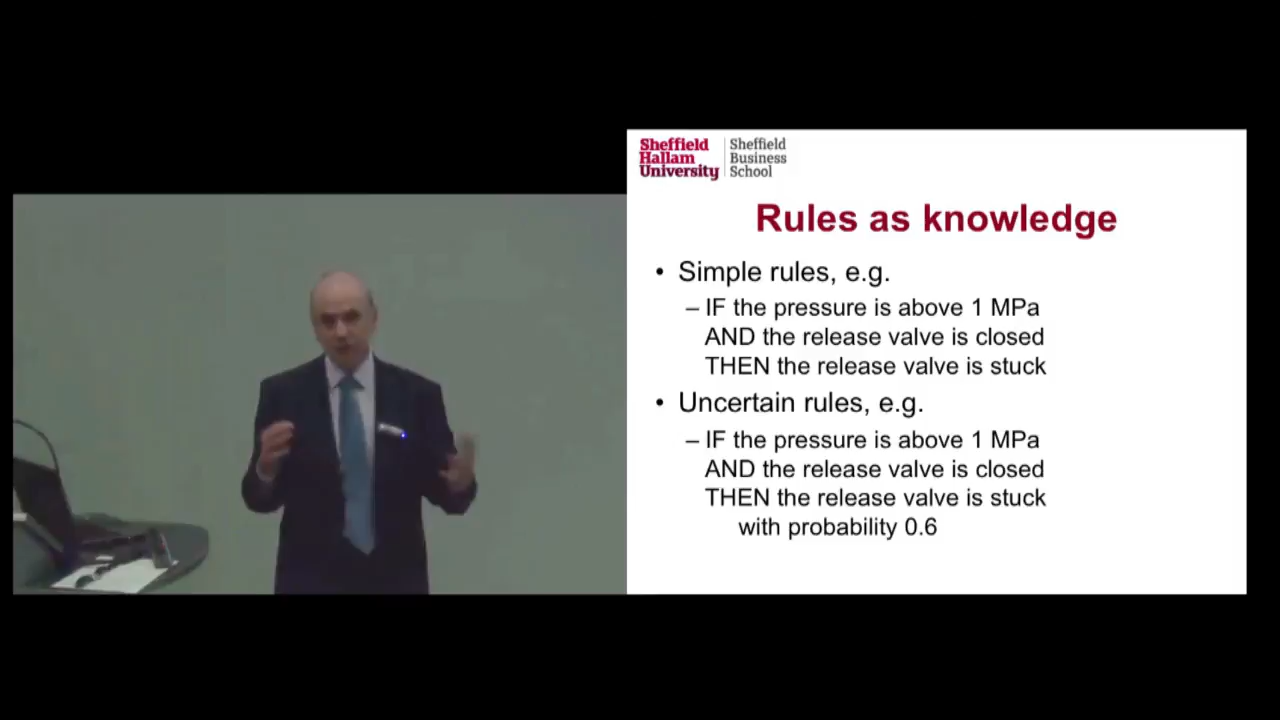 Sheffield
Hallam
University
Sheffield
Business
School
Rules as knowledge
• Simple rules, e.g.
– IF the pressure is above 1 MPa
AND the release valve is closed
THEN the release valve is stuck
• Uncertain rules, e.g.
– IF the pressure is above 1 MPa
AND the release valve is closed
THEN the release valve is stuck
with probability 0.6